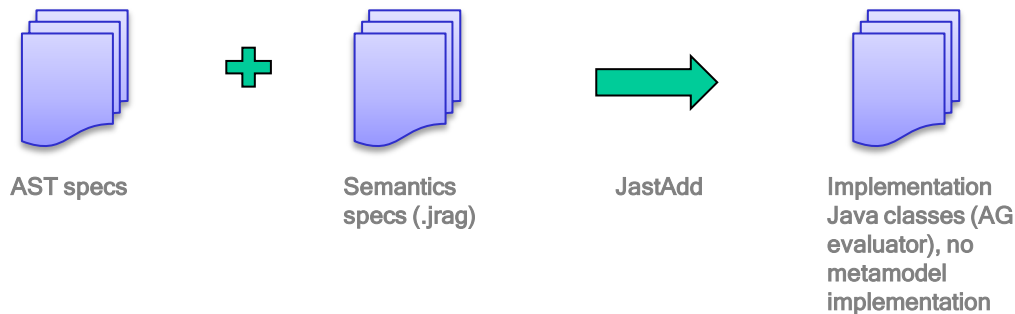 AST specs
Semantics
specs (.jrag)
JastAdd
Implementation
Java classes (AG
evaluator), no
metamodel
implementation